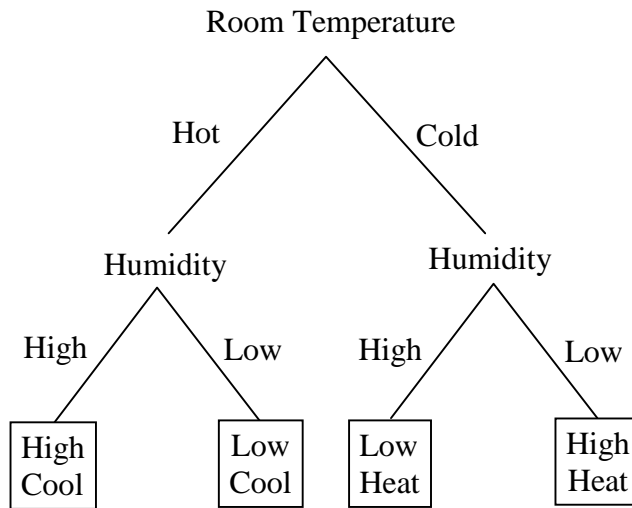 Room Temperature
Hot
Cold
Humidity
Humidity
High
Low
High
Low
High
Cool
Low
Cool
Low
Heat
High
Heat